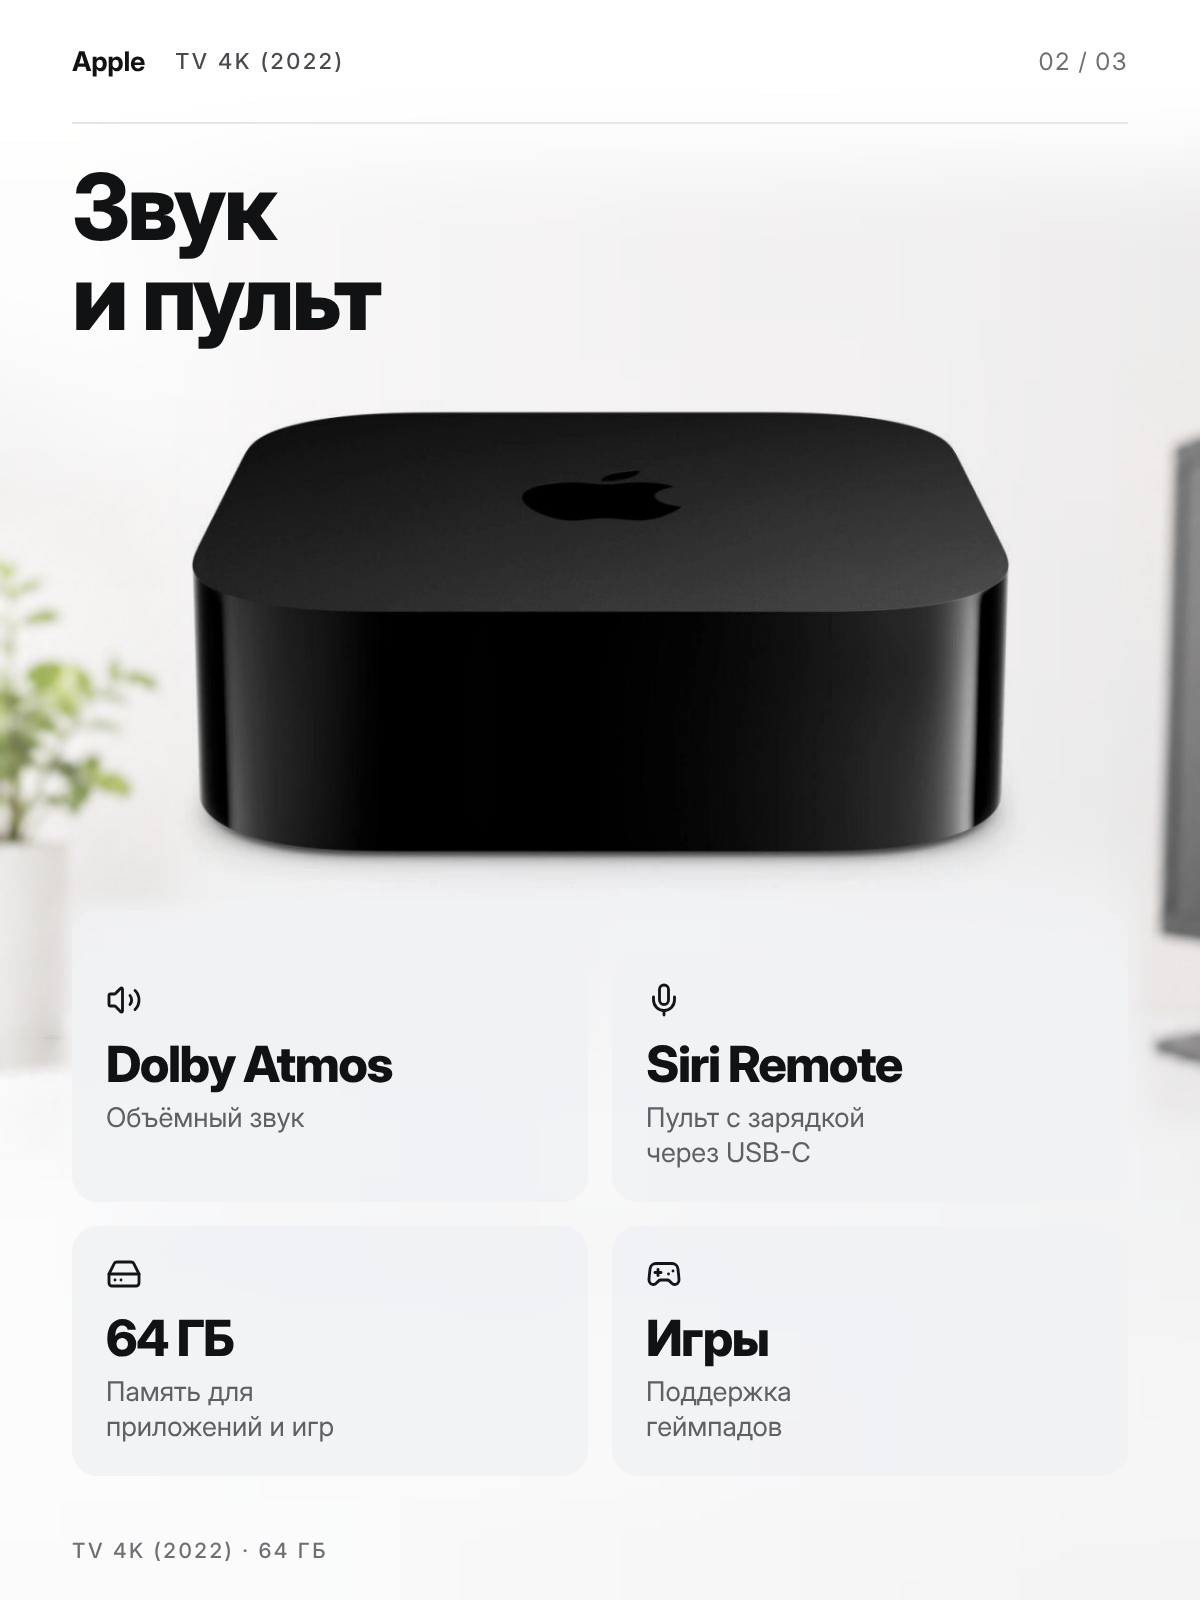 Apple TV 4K (2022) 02 / 03
Звук
и пульт
Dolby Atmos
Объёмный звук
Siri Remote
Пульт с зарядкой
через USB-C
64 ГБ
Память для
приложений и игр
Игры
Поддержка
геймпадов
TV 4K (2022) · 64 ГБ